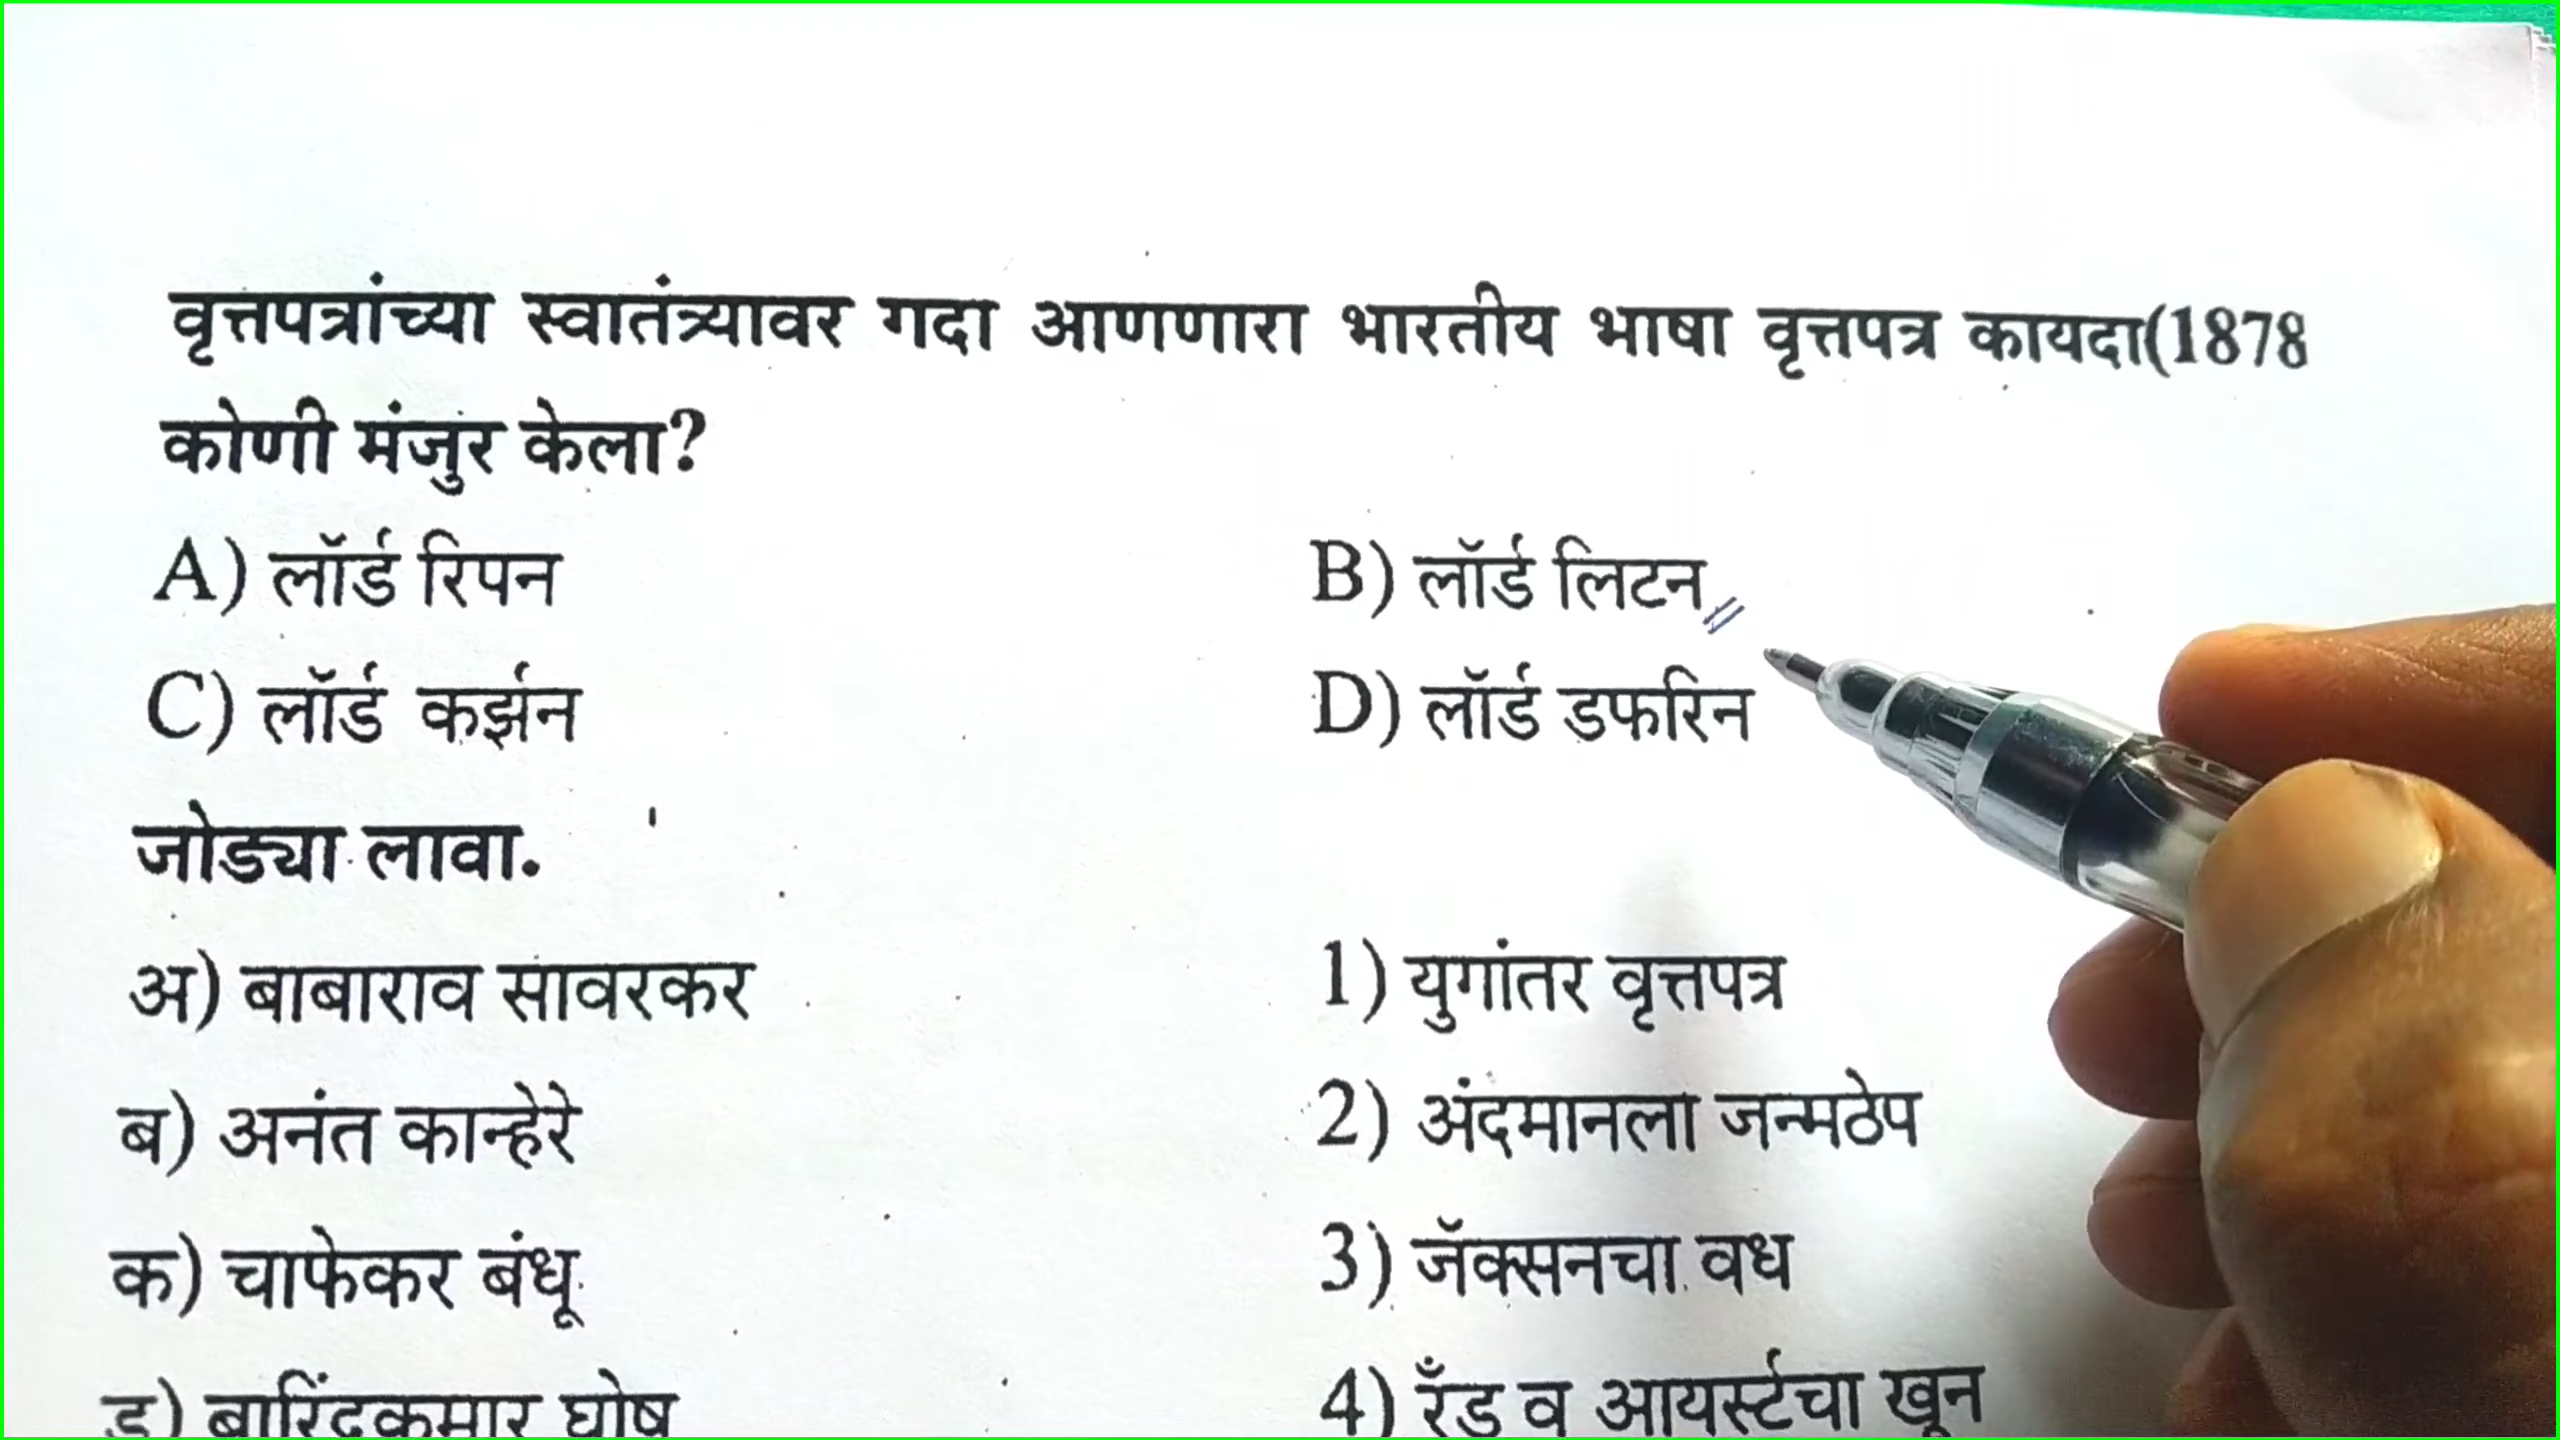 वृत्तपत्रांच्या स्वातंत्र्यावर गदा आणणारा भारतीय भाषा वृत्तपत्र कायदा(1878
कोणी मंजुर केला?
A) लॉर्ड रिपन B) लॉर्ड लिटन
C) लॉर्ड कर्झन D) लॉर्ड डफरिन
जोड्या लावा.
अ) बाबाराव सावरकर 1) युगांतर वृत्तपत्र
ब) अनंत कान्हेरे 2) अंदमानला जन्मठेप
क) चाफेकर बंधू 3) जॅक्सनचा वध
ड) बारिंद्रकुमार घोष 4) रँड व आयर्स्टचा खून